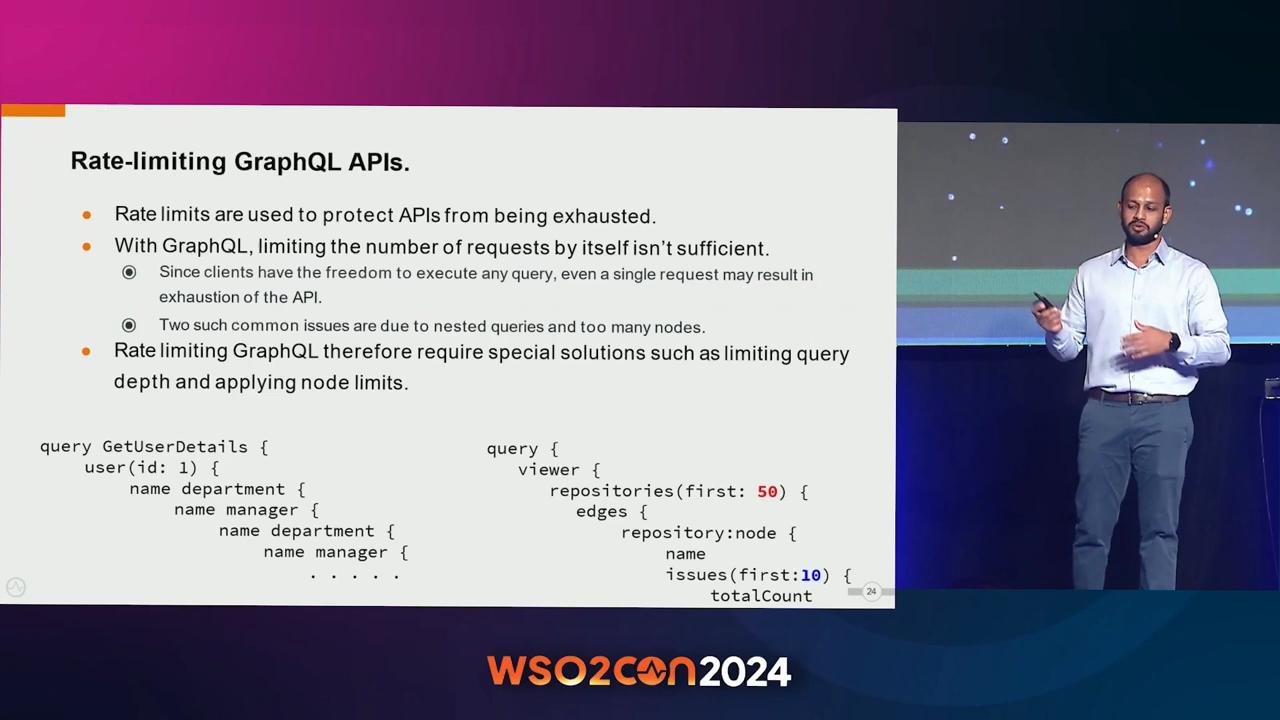 Rate-limiting GraphQL APIs.
Rate limits are used to protect APIs from being exhausted.
With GraphQL, limiting the number of requests by itself isn't sufficient.
Since clients have the freedom to execute any query, even a single request may result in
exhaustion of the API.
Two such common issues are due to nested queries and too many nodes.
Rate limiting GraphQL therefore require special solutions such as limiting query
depth and applying node limits.
query GetUserDetails {
user(id: 1) {
name department {
name manager {
name department {
name manager {
. . . . .
query {
viewer {
repositories(first: 50) {
edges {
repository:node {
name
issues(first:10) {
totalCount
24
WSO2CON2024